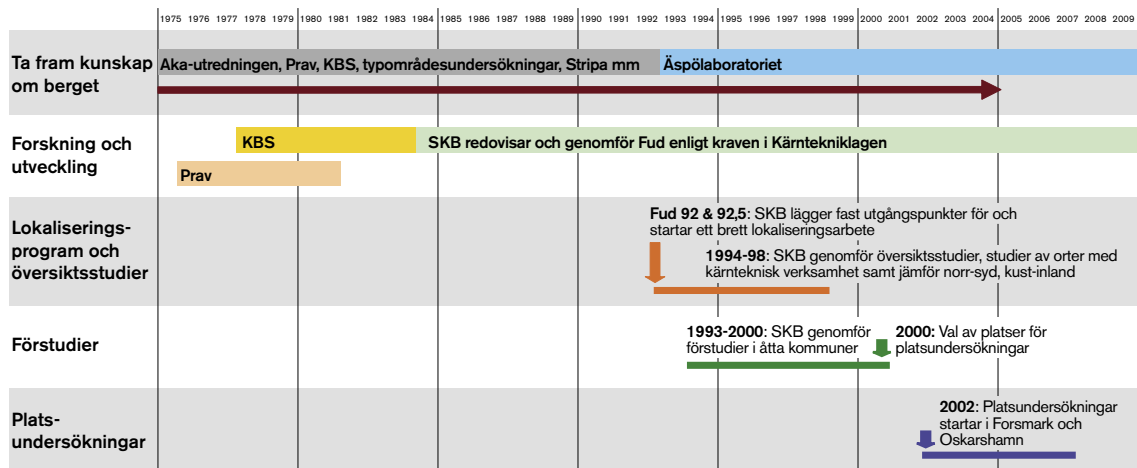 1975 1976 1977 1978 1979 1980 1981 1982 1983 1984 1985 1986 1987 1988 1989 1990 1991 1992 1993 1994 1995 1996 1997 1998 1999 2000 2001 2002 2003 2004 2005 2006 2007 2008 2009
Ta fram kunskap
om berget
Aka-utredningen, Prav, KBS, typområdesundersökningar, Stripa mm
Äspölaboratoriet
Forskning och
utveckling
KBS
SKB redovisar och genomför Fud enligt kraven i Kärntekniklagen
Prav
Lokaliserings-
program och
översiktsstudier
Fud 92 & 92,5: SKB lägger fast utgångspunkter för och
startar ett brett lokaliseringsarbete
1994-98: SKB genomför översiktsstudier, studier av orter med
kärnteknisk verksamhet samt jämför norr-syd, kust-inland
Förstudier
1993-2000: SKB genomför
förstudier i åtta kommuner
2000: Val av platser för
platsundersökningar
Plats-
undersökningar
2002: Platsundersökningar
startar i Forsmark och
Oskarshamn